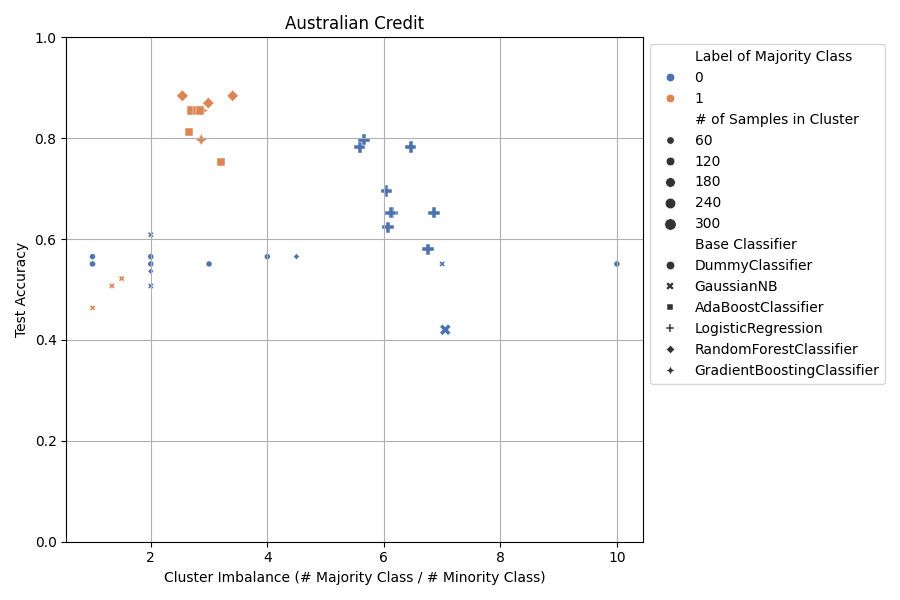 Australian Credit
1.0
0.8
0.6
0.4
0.2
0.0
Test Accuracy
2
4
6
8
10
Cluster Imbalance (# Majority Class / # Minority Class)
Label of Majority Class
0
1
# of Samples in Cluster
60
120
180
240
300
Base Classifier
DummyClassifier
GaussianNB
AdaBoostClassifier
LogisticRegression
RandomForestClassifier
GradientBoostingClassifier